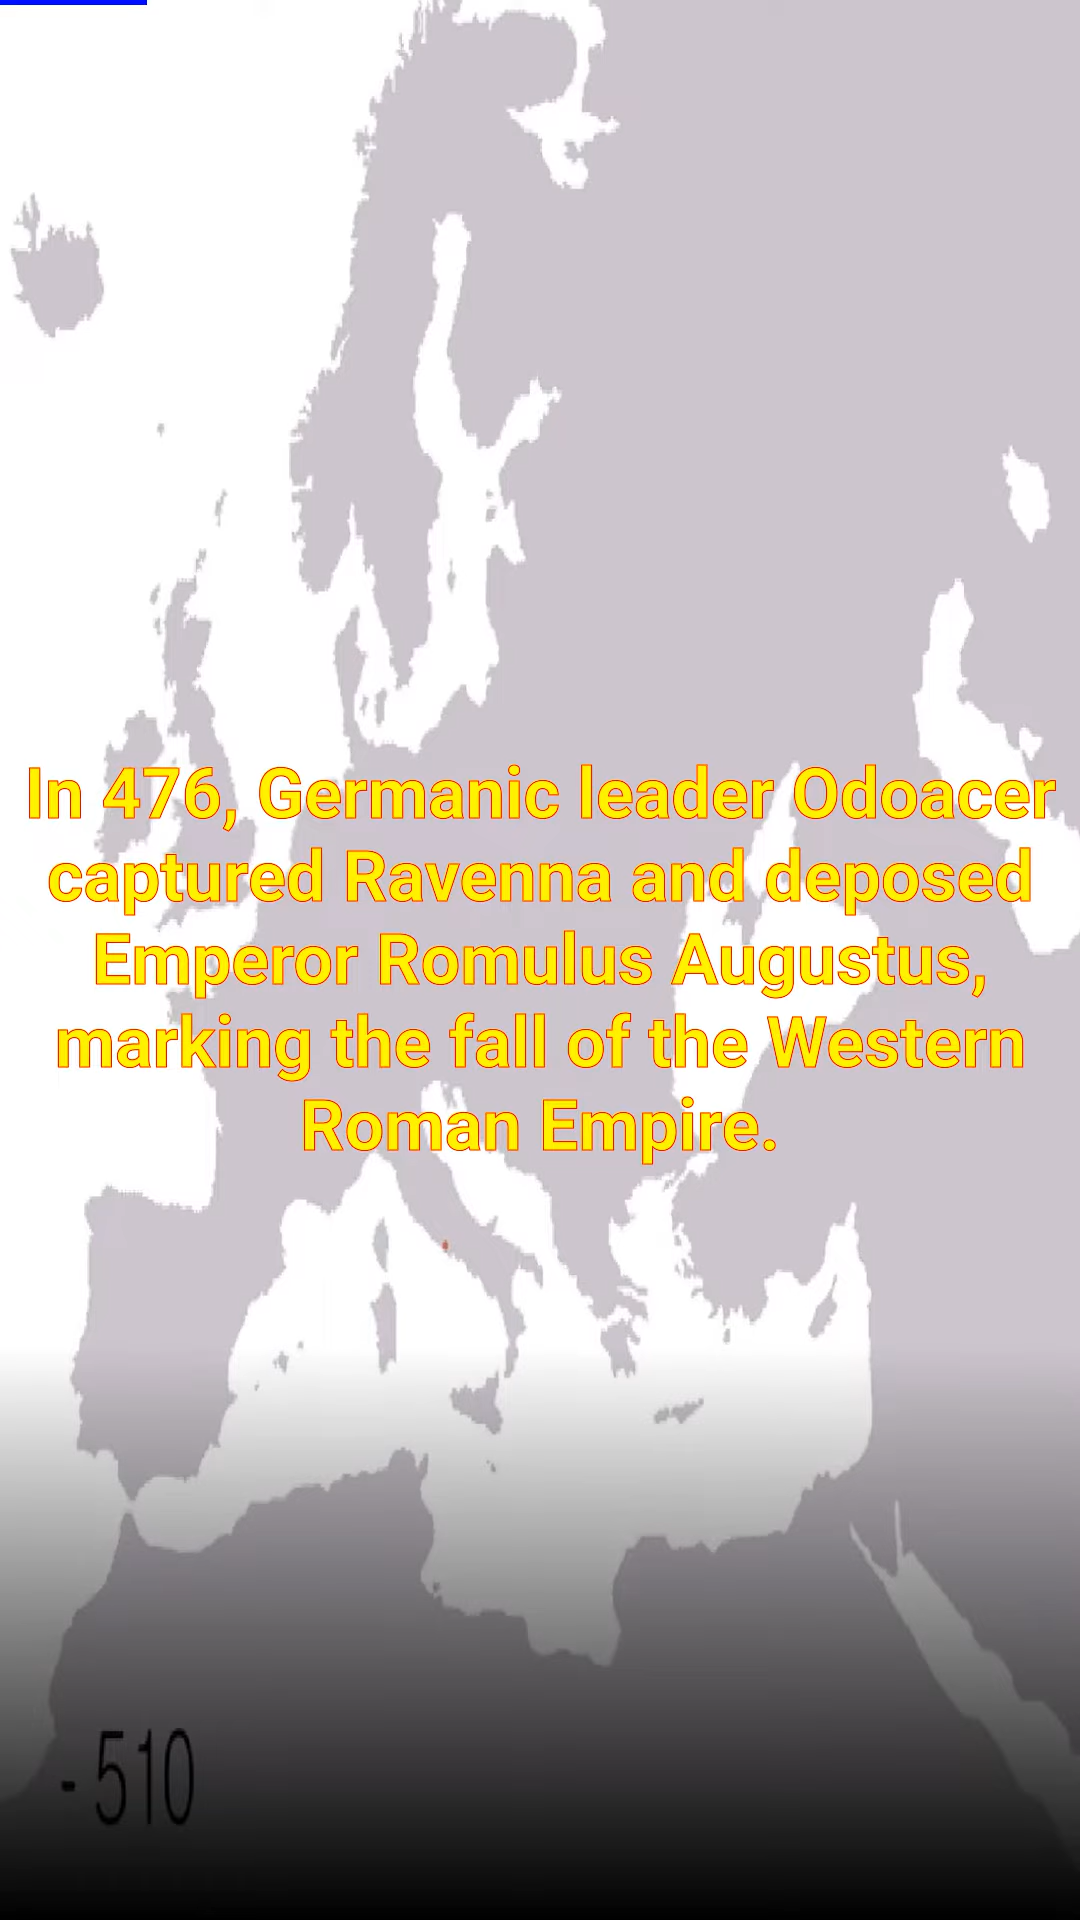 In 476, Germanic leader Odoacer
captured Ravenna and deposed
Emperor Romulus Augustus,
marking the fall of the Western
Roman Empire.
- 510